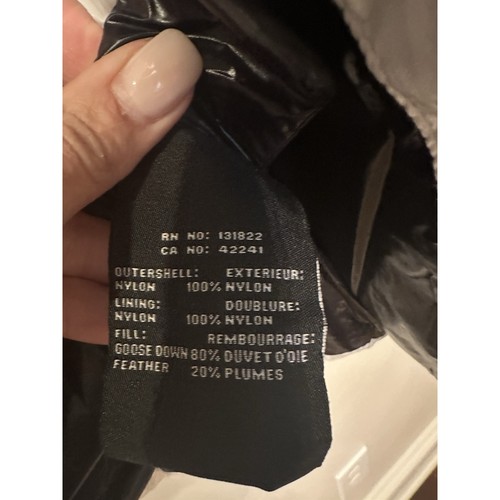 RN NO: 131822
CA NO: 42241
OUTERSHELL: EXTERIEUR:
NYLON 100% NYLON
LINING: DOUBLURE:
NYLON 100% NYLON
FILL: REMBOURRAGE:
GOOSE DOWN 80% DUVET D'OIE
FEATHER 20% PLUMES